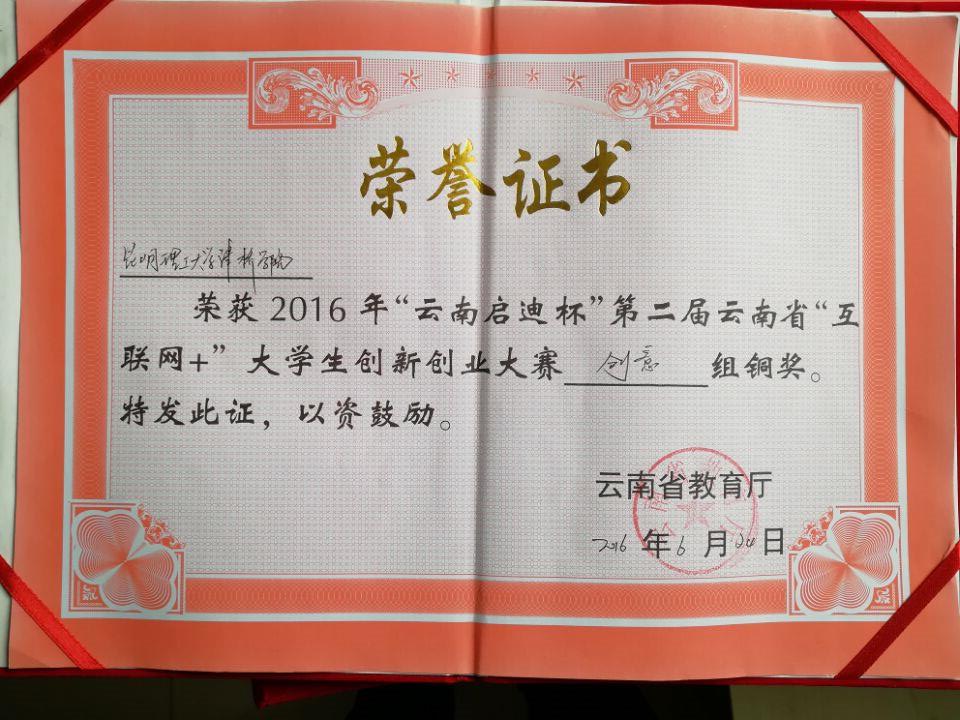 荣誉证书
昆明理工大学津桥学院
荣获2016年“云南启迪杯”第二届云南省“互
联网+”大学生创新创业大赛 创意 组铜奖。
特发此证，以资鼓励。
云南省教育厅
2016年6月24日